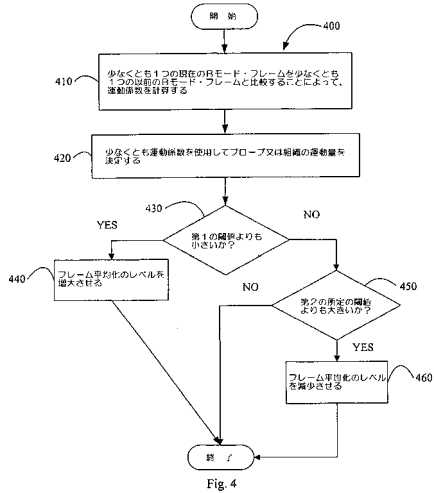 開 始
400
410
少なくとも１つの現在のＢモード・フレームを少なくとも
１つの以前のＢモード・フレームと比較することによって、
運動係数を計算する
420
少なくとも運動係数を使用してプローブ又は組織の運動量を
決定する
430
YES
NO
第１の閾値よりも
小さいか？
440
フレーム平均化のレベルを
増大させる
450
NO
第２の所定の閾値
よりも大きいか？
YES
フレーム平均化のレベル
を減少させる
460
終 了
Fig. 4